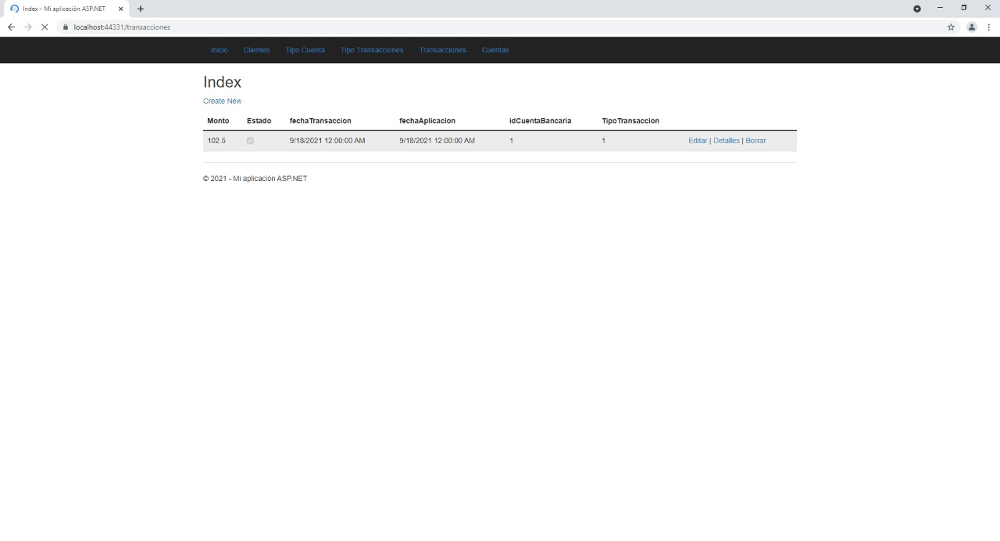 Index - Mi aplicación ASP.NET
localhost:44331/transacciones
Inicio Clientes Tipo Cuenta Tipo Transacciones Transacciones Cuentas
Index
Create New
Monto Estado fechaTransaccion fechaAplicacion idCuentaBancaria TipoTransaccion
102.5 9/18/2021 12:00:00 AM 9/18/2021 12:00:00 AM 1 1 Editar | Detalles | Borrar
© 2021 - Mi aplicación ASP.NET